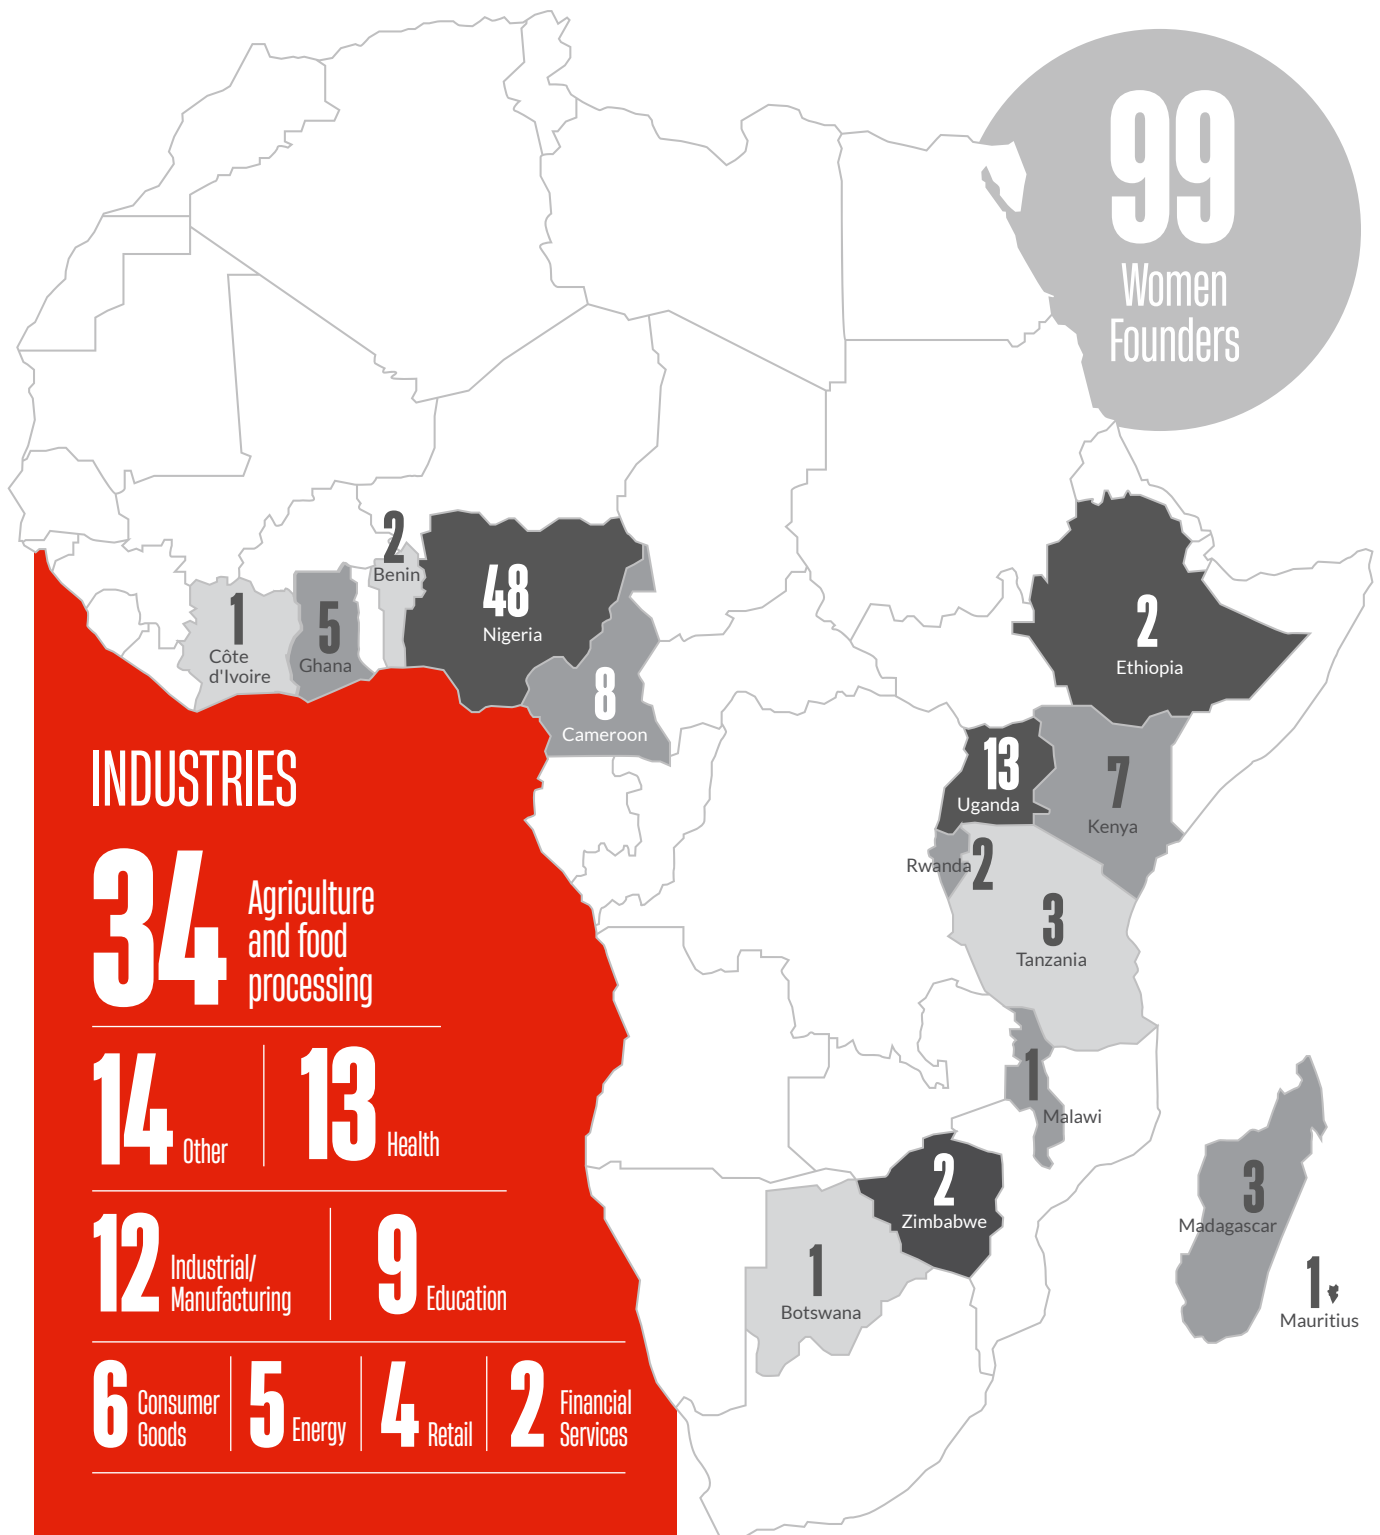 99
Women
Founders
2
Benin
48
Nigeria
1
Côte
d'Ivoire
5
Ghana
8
Cameroon
2
Ethiopia
13
Uganda
7
Kenya
Rwanda
2
3
Tanzania
1
Malawi
2
Zimbabwe
1
Botswana
3
Madagascar
1
Mauritius
INDUSTRIES
34
Agriculture
and food
processing
14
Other
13
Health
12
Industrial/
Manufacturing
9
Education
6
Consumer
Goods
5
Energy
4
Retail
2
Financial
Services